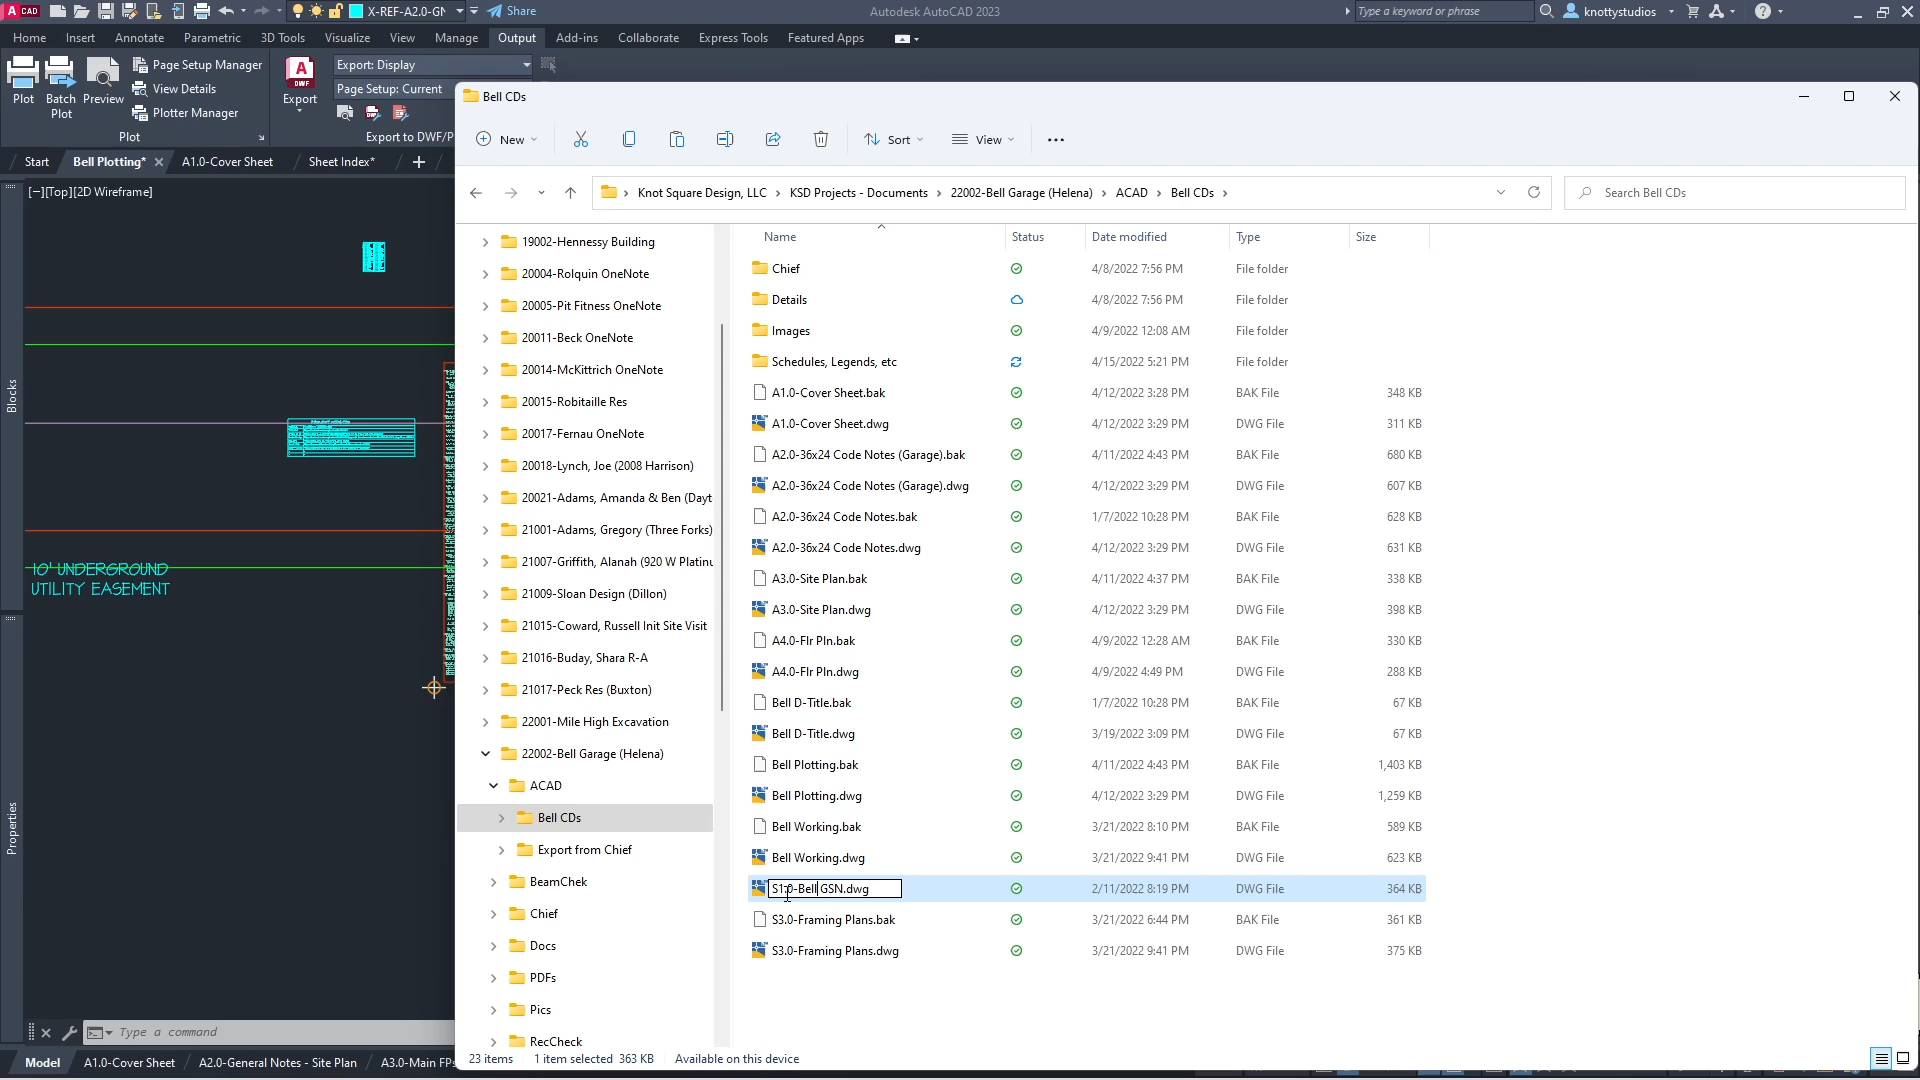 A CAD
X-REF-A2.0-GN
Share
Autodesk AutoCAD 2023
Type a keyword or phrase
knottystudios
Home
Insert
Annotate
Parametric
3D Tools
Visualize
View
Manage
Output
Add-ins
Collaborate
Express Tools
Featured Apps
Plot
Batch
Plot
Preview
Page Setup Manager
View Details
Plotter Manager
Plot
Export
Export: Display
Page Setup: Current
Export to DWF/P
Start
Bell Plotting*
A1.0-Cover Sheet
Sheet Index*
[−][Top][2D Wireframe]
Blocks
Properties
10' UNDERGROUND
UTILITY EASEMENT
Type a command
Model
A1.0-Cover Sheet
A2.0-General Notes - Site Plan
A3.0-Main FPs
Bell CDs
New
Sort
View
Knot Square Design, LLC > KSD Projects - Documents > 22002-Bell Garage (Helena) > ACAD > Bell CDs >
Search Bell CDs
19002-Hennessy Building
20004-Rolquin OneNote
20005-Pit Fitness OneNote
20011-Beck OneNote
20014-McKittrich OneNote
20015-Robitaille Res
20017-Fernau OneNote
20018-Lynch, Joe (2008 Harrison)
20021-Adams, Amanda & Ben (Dayt
21001-Adams, Gregory (Three Forks)
21007-Griffith, Alanah (920 W Platinu
21009-Sloan Design (Dillon)
21015-Coward, Russell Init Site Visit
21016-Buday, Shara R-A
21017-Peck Res (Buxton)
22001-Mile High Excavation
22002-Bell Garage (Helena)
ACAD
Bell CDs
Export from Chief
BeamChek
Chief
Docs
PDFs
Pics
RecCheck
Name Status Date modified Type Size
Chief 4/8/2022 7:56 PM File folder
Details 4/8/2022 7:56 PM File folder
Images 4/9/2022 12:08 AM File folder
Schedules, Legends, etc 4/15/2022 5:21 PM File folder
A1.0-Cover Sheet.bak 4/12/2022 3:28 PM BAK File 348 KB
A1.0-Cover Sheet.dwg 4/12/2022 3:29 PM DWG File 311 KB
A2.0-36x24 Code Notes (Garage).bak 4/11/2022 4:43 PM BAK File 680 KB
A2.0-36x24 Code Notes (Garage).dwg 4/12/2022 3:29 PM DWG File 607 KB
A2.0-36x24 Code Notes.bak 1/7/2022 10:28 PM BAK File 628 KB
A2.0-36x24 Code Notes.dwg 4/12/2022 3:29 PM DWG File 631 KB
A3.0-Site Plan.bak 4/11/2022 4:37 PM BAK File 338 KB
A3.0-Site Plan.dwg 4/12/2022 3:29 PM DWG File 398 KB
A4.0-Flr Pln.bak 4/9/2022 12:28 AM BAK File 330 KB
A4.0-Flr Pln.dwg 4/9/2022 4:49 PM DWG File 288 KB
Bell D-Title.bak 1/7/2022 10:28 PM BAK File 67 KB
Bell D-Title.dwg 3/19/2022 3:09 PM DWG File 67 KB
Bell Plotting.bak 4/11/2022 4:43 PM BAK File 1,403 KB
Bell Plotting.dwg 4/12/2022 3:29 PM DWG File 1,259 KB
Bell Working.bak 3/21/2022 8:10 PM BAK File 589 KB
Bell Working.dwg 3/21/2022 9:41 PM DWG File 623 KB
S1.0-Bell GSN.dwg 2/11/2022 8:19 PM DWG File 364 KB
S3.0-Framing Plans.bak 3/21/2022 6:44 PM BAK File 361 KB
S3.0-Framing Plans.dwg 3/21/2022 9:41 PM DWG File 375 KB
23 items
1 item selected 363 KB
Available on this device